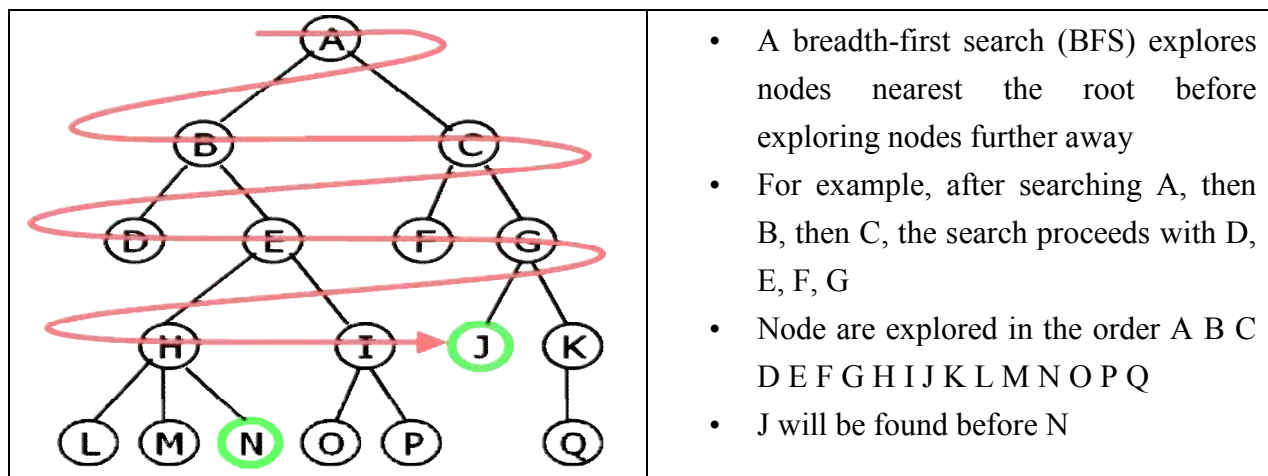 A
B C
D E F G
H I J K
L M N O P Q
• A breadth-first search (BFS) explores
nodes nearest the root before
exploring nodes further away
• For example, after searching A, then
B, then C, the search proceeds with D,
E, F, G
• Node are explored in the order A B C
D E F G H I J K L M N O P Q
• J will be found before N